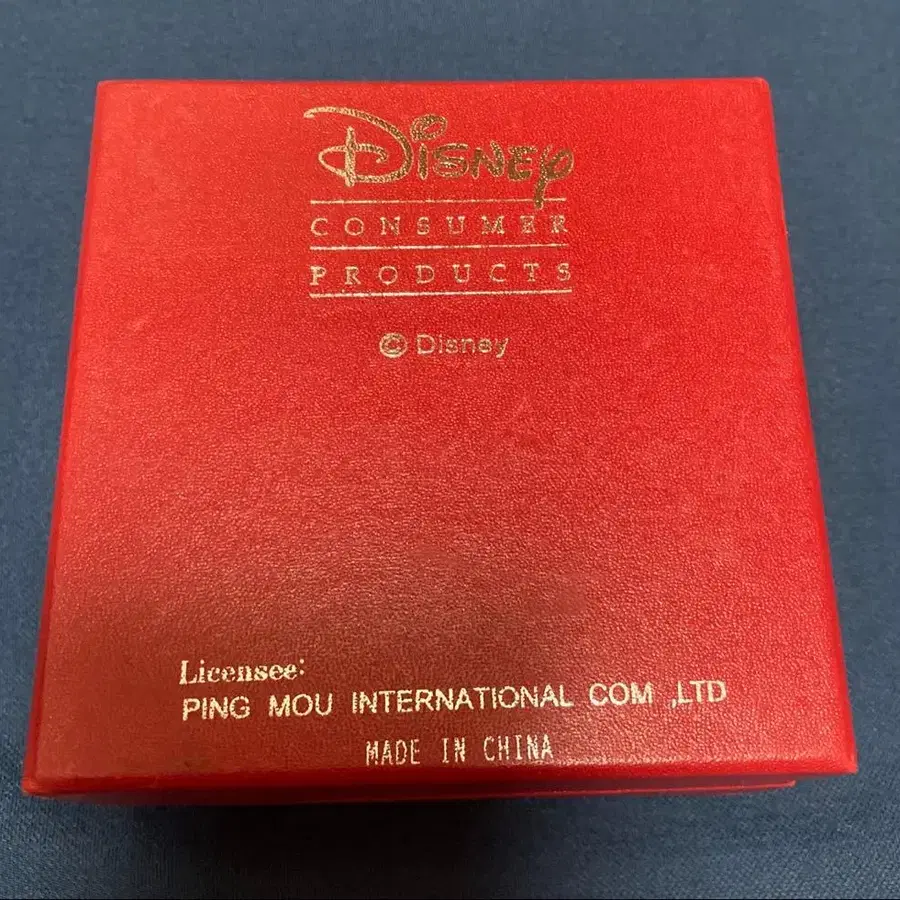 Disney
CONSUMER
PRODUCTS
© Disney
Licensee:
PING MOU INTERNATIONAL COM ,LTD
MADE IN CHINA